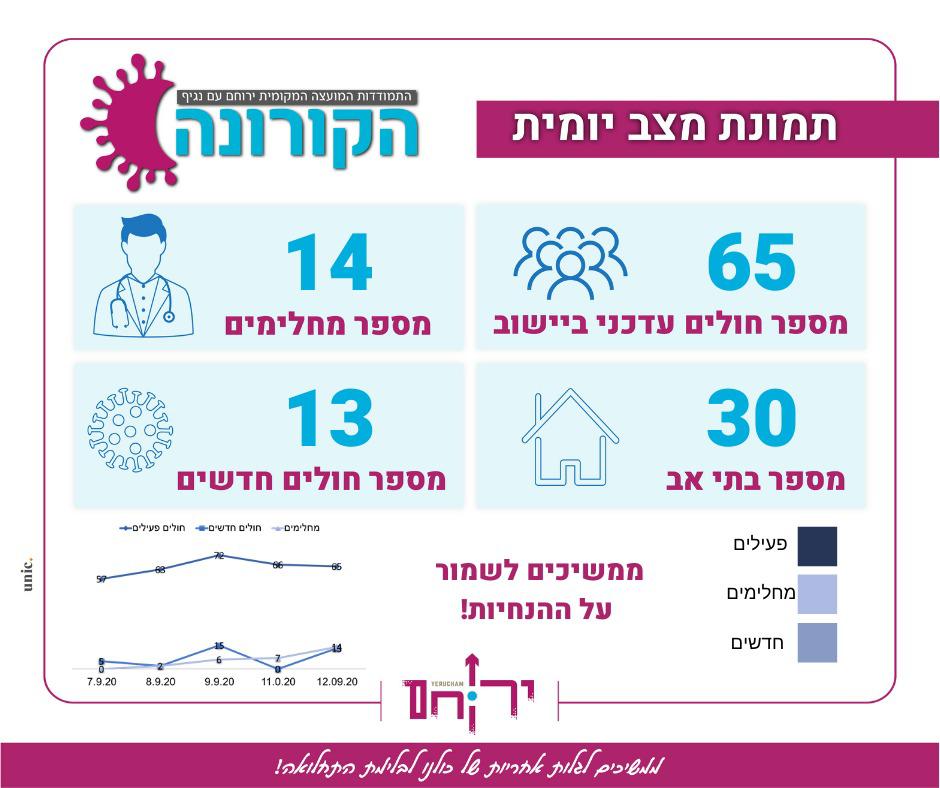 התמודדות המועצה המקומית ירוחם עם נגיף
הקורונה
תמונת מצב יומית
65
מספר חולים עדכני ביישוב
14
מספר מחלימים
30
מספר בתי אב
13
מספר חולים חדשים
חולים פעילים
חולים חדשים
מחלימים
57
63
72
66
65
5
2
15
0
13
0
6
7
14
7.9.20
8.9.20
9.9.20
11.0.20
12.09.20
ממשיכים לשמור
על ההנחיות!
פעילים
מחלימים
חדשים
unic.
YERUCHAM
ירוחם
ממשיכים לגלות אחריות של כולנו לבלימת התחלואה!